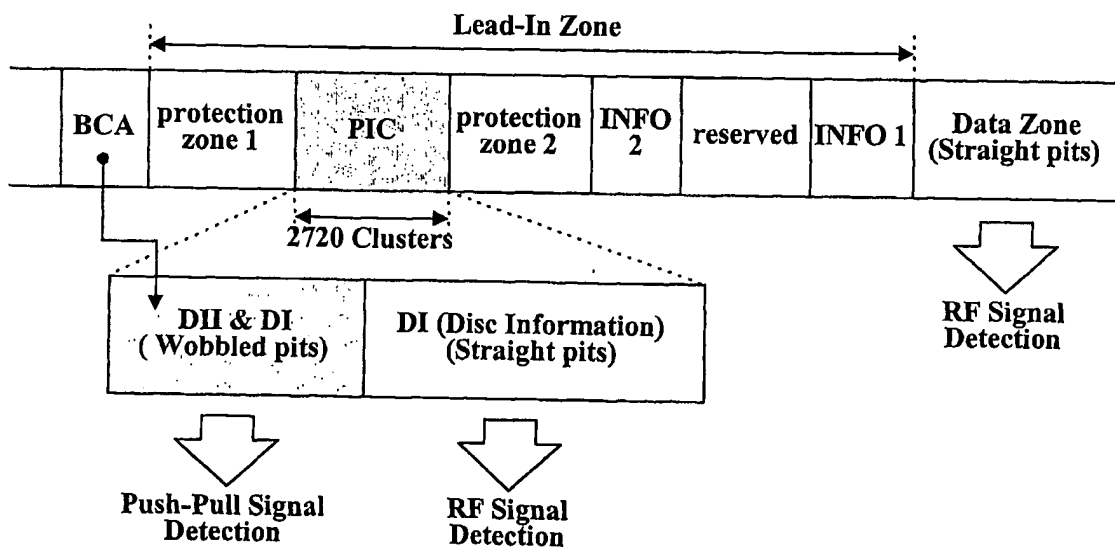 Lead-In Zone
BCA
protection
zone 1
PIC
protection
zone 2
INFO
2
reserved
INFO 1
Data Zone
(Straight pits)
2720 Clusters
DII & DI
( Wobbled pits)
DI (Disc Information)
(Straight pits)
RF Signal
Detection
Push-Pull Signal
Detection
RF Signal
Detection